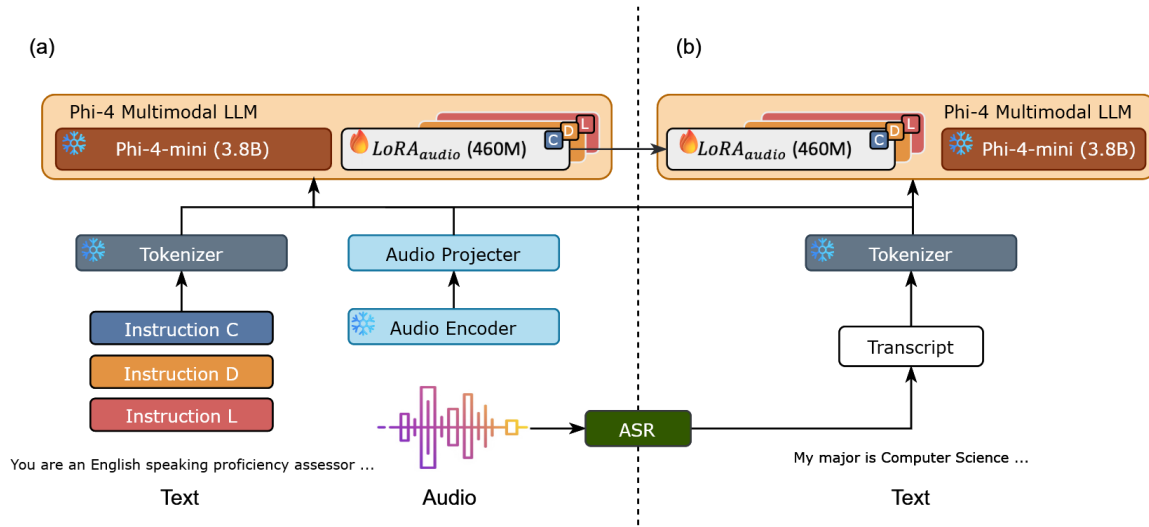 (a)
(b)
Phi-4 Multimodal LLM
Phi-4-mini (3.8B)
LoRA_audio (460M)
C
D
L
Phi-4 Multimodal LLM
LoRA_audio (460M)
C
D
L
Phi-4-mini (3.8B)
Tokenizer
Audio Projecter
Tokenizer
Instruction C
Audio Encoder
Transcript
Instruction D
Instruction L
ASR
You are an English speaking proficiency assessor ...
My major is Computer Science ...
Text
Audio
Text